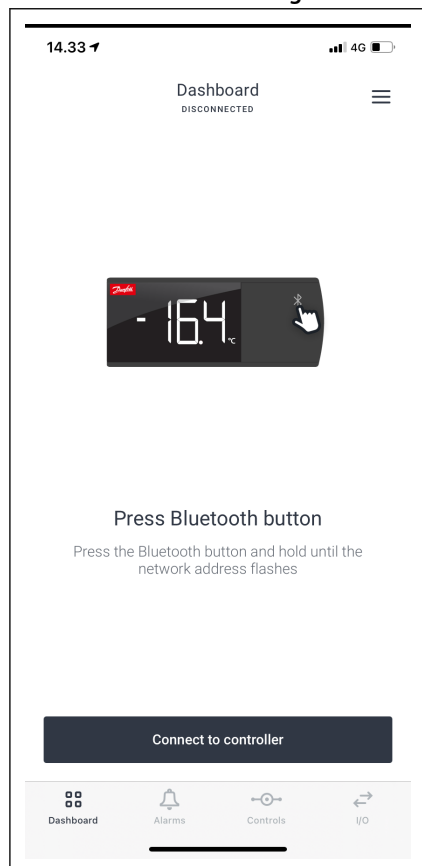 14.33
4G
Dashboard
DISCONNECTED
Danfoss
-16.4 °C
Press Bluetooth button
Press the Bluetooth button and hold until the
network address flashes
Connect to controller
Dashboard
Alarms
Controls
I/O